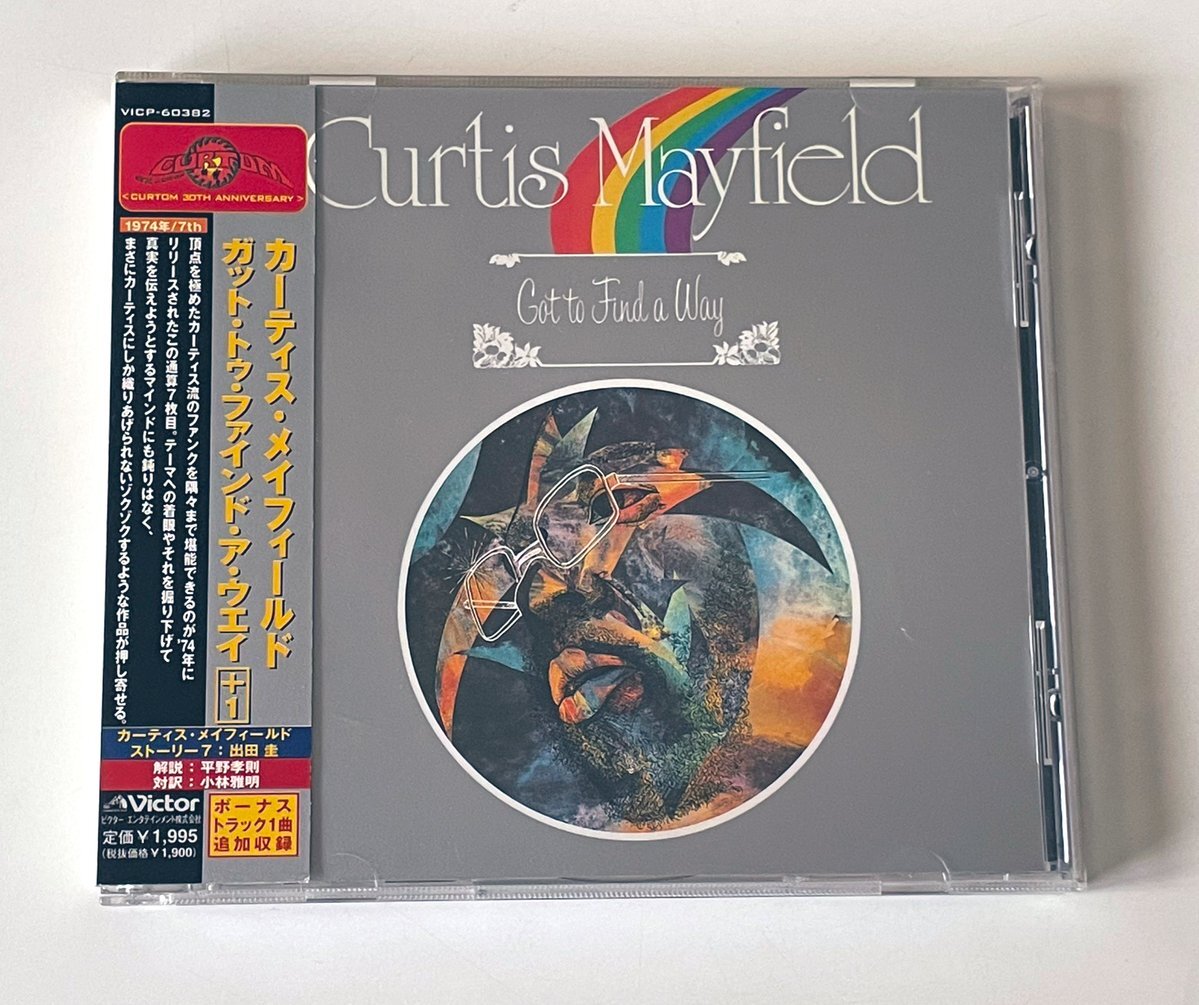 VICP-60382
CURTOM
<CURTOM 30TH ANNIVERSARY>
1974年/7th
カーティス・メイフィールド
ガット・トゥ・ファインド・ア・ウエイ+1
頂点を極めたカーティス流のファンクを隅々まで堪能できるのが'74年に
リリースされたこの通算7枚目。テーマへの着眼やそれを掘り下げて
真実を伝えようとするマインドにも鈍りはなく、
まさにカーティスにしか織りあげられないゾクゾクするような作品が押し寄せる。
カーティス・メイフィールド
ストーリー7：出田 圭
解説：平野孝則
対訳：小林雅明
Victor
ビクター エンタテインメント株式会社
定価￥1,995
(税抜価格￥1,900)
ボーナス
トラック1曲
追加収録
Curtis Mayfield
Got to Find a Way